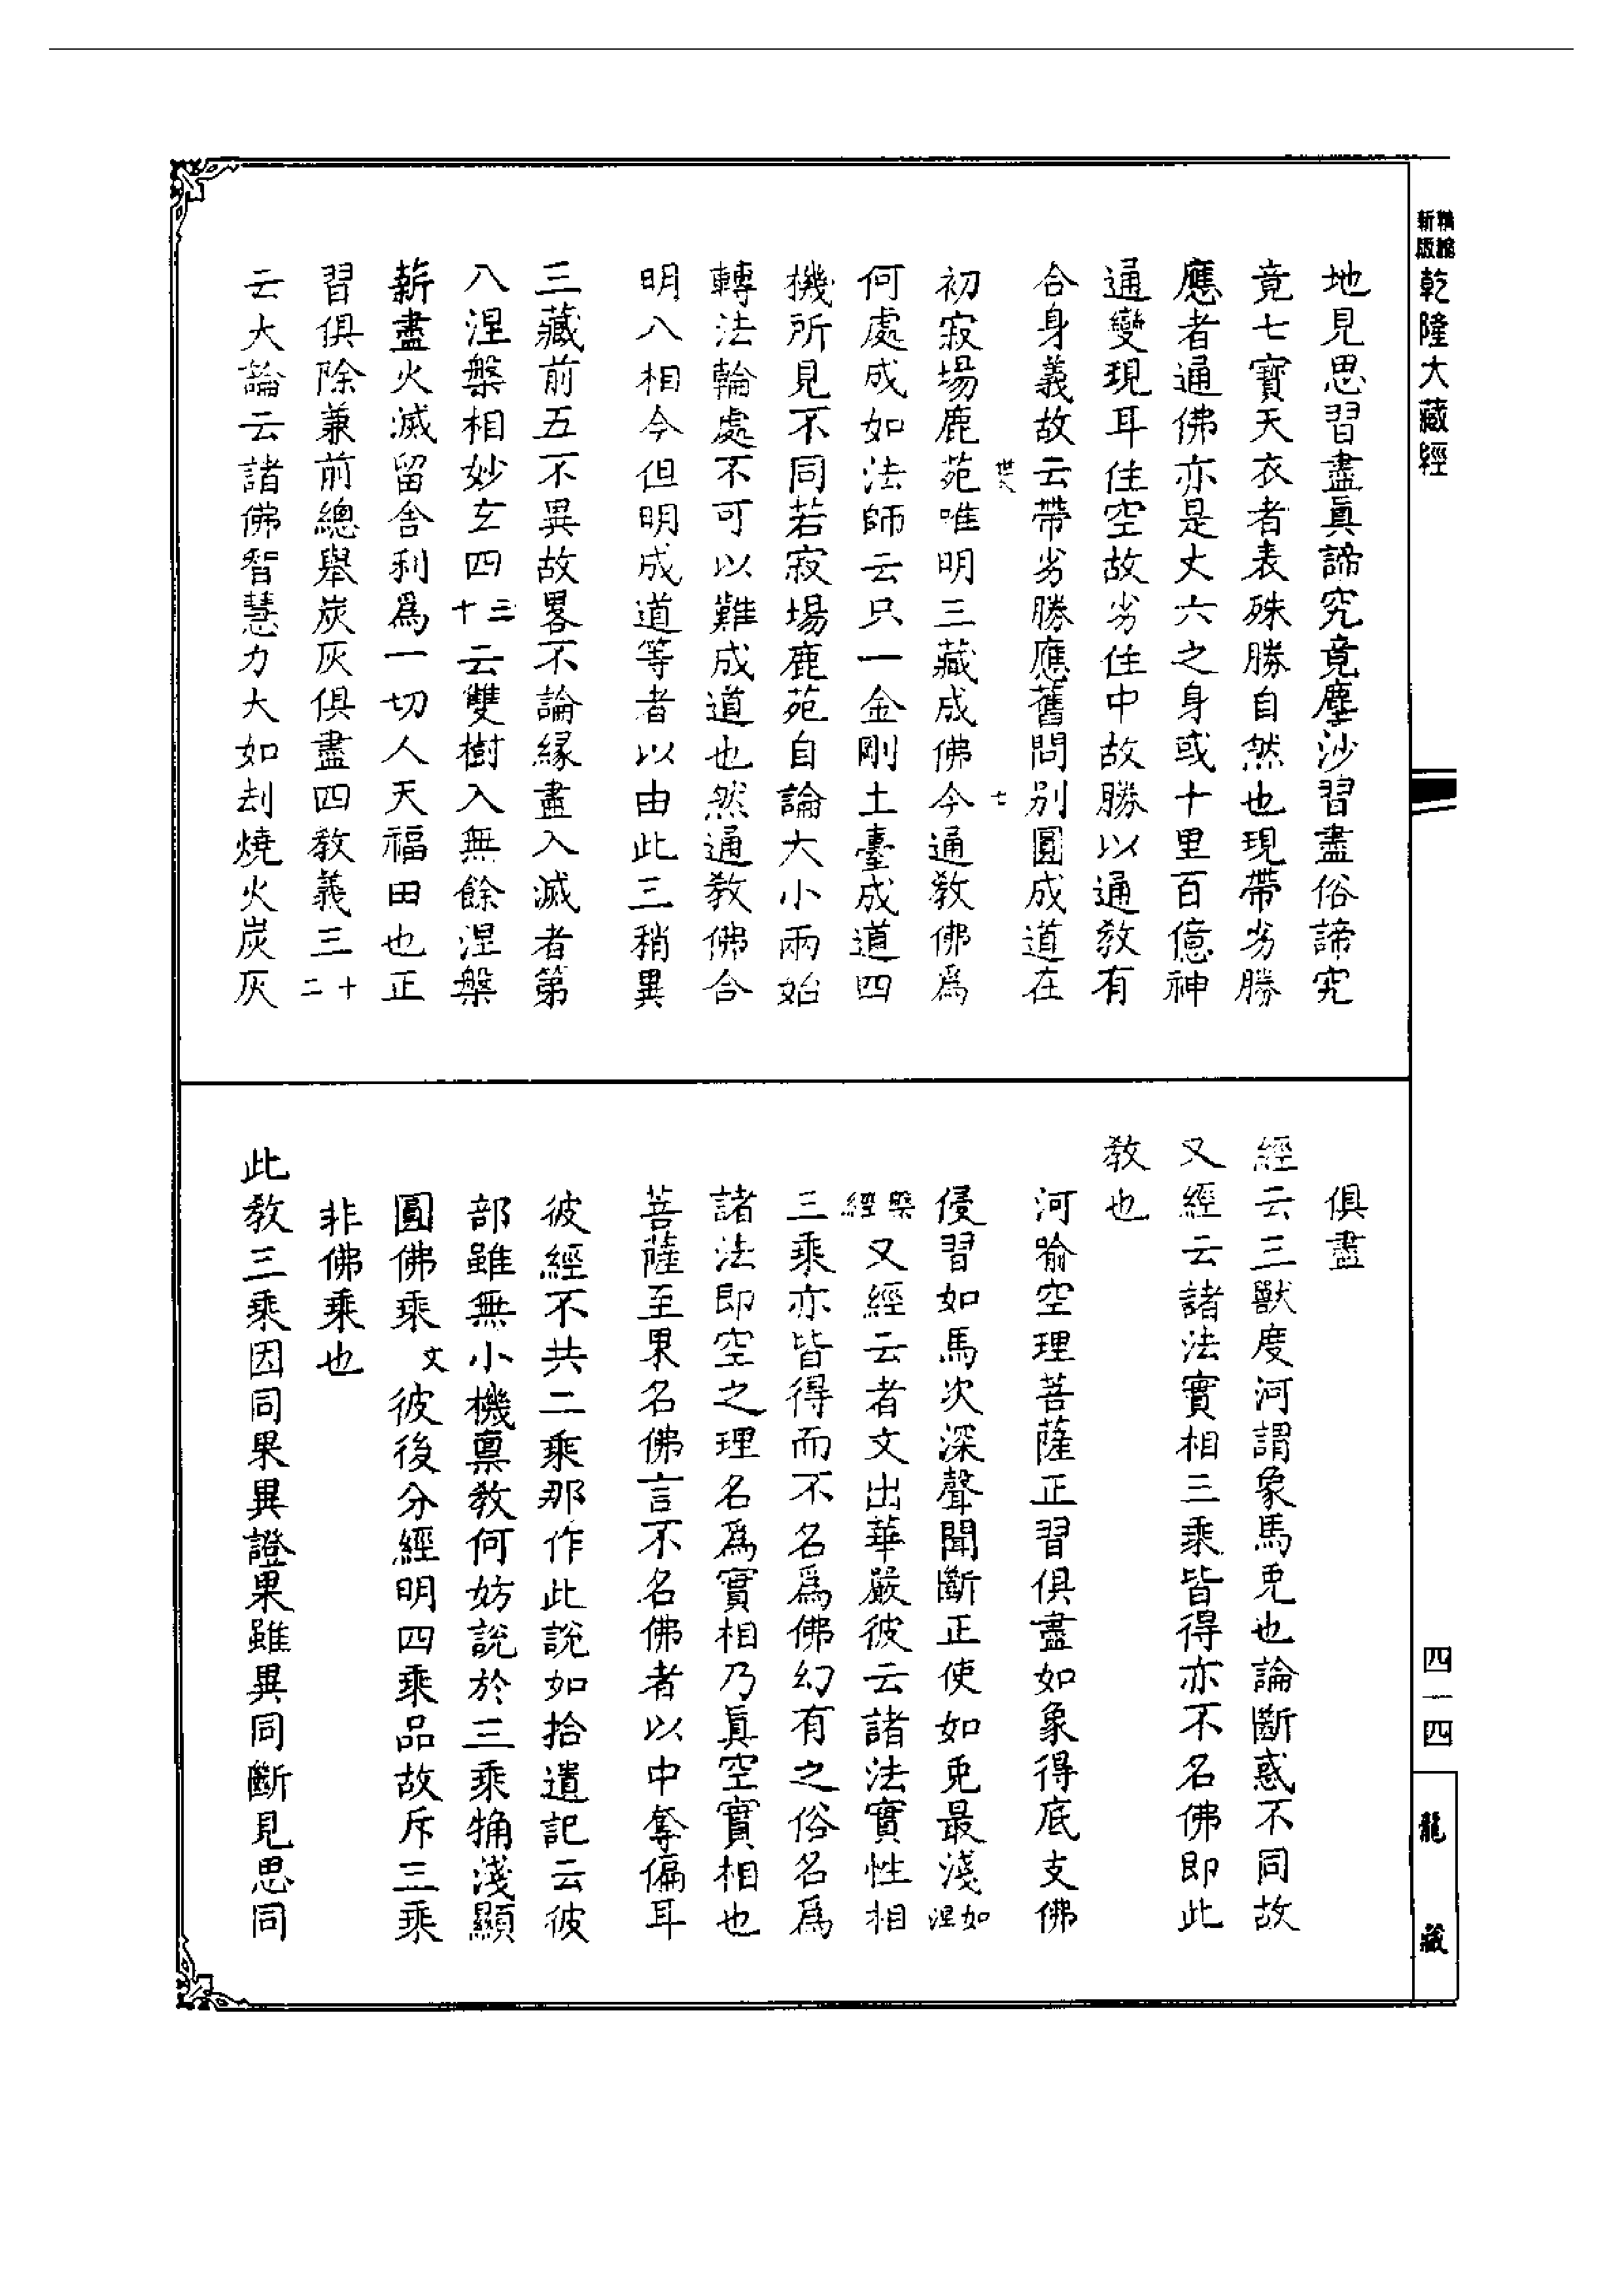 新版
精縮
乾隆大藏經
地見思習盡眞諦究竟塵沙習盡俗諦究
竟七寶天衣者表殊勝自然也現帶劣勝
應者通佛亦是丈六之身或十里百億神
通變現耳住空故劣住中故勝以通教有
合身義故云帶劣勝應舊問別圓成道在
初寂場鹿苑唯明三藏成佛今通教佛爲
何處成如法師云只一金剛土臺成道四
機所見不同若寂場鹿苑自論大小兩始
轉法輪處不可以難成道也然通教佛合
明八相今但明成道等者以由此三稍異
三藏前五不異故畧不論緣盡入滅者第
八涅槃相妙玄四三十云雙樹入無餘涅槃
薪盡火滅留舍利爲一切人天福田也正
習俱除兼前總舉炭灰俱盡四教義三十二
云大論云諸佛智慧力大如刦燒火炭灰
七
俱盡
經云三獸度河謂象馬兎也論斷惑不同故
又經云諸法實相三乘皆得亦不名佛即此
教也
河喻空理菩薩正習俱盡如象得底支佛
侵習如馬次深聲聞斷正使如兎最淺如涅
槃經又經云者文出華嚴彼云諸法實性相
三乘亦皆得而不名爲佛幻有之俗名爲
諸法即空之理名爲實相乃眞空實相也
菩薩至果名佛言不名佛者以中奪偏耳
彼經不共二乘那作此說如拾遺記云彼
部雖無小機禀教何妨說於三乘觕淺顯
圓佛乘文彼後分經明四乘品故斥三乘
非佛乘也
此教三乘因同果異證果雖異同斷見思同
四一四
龍藏